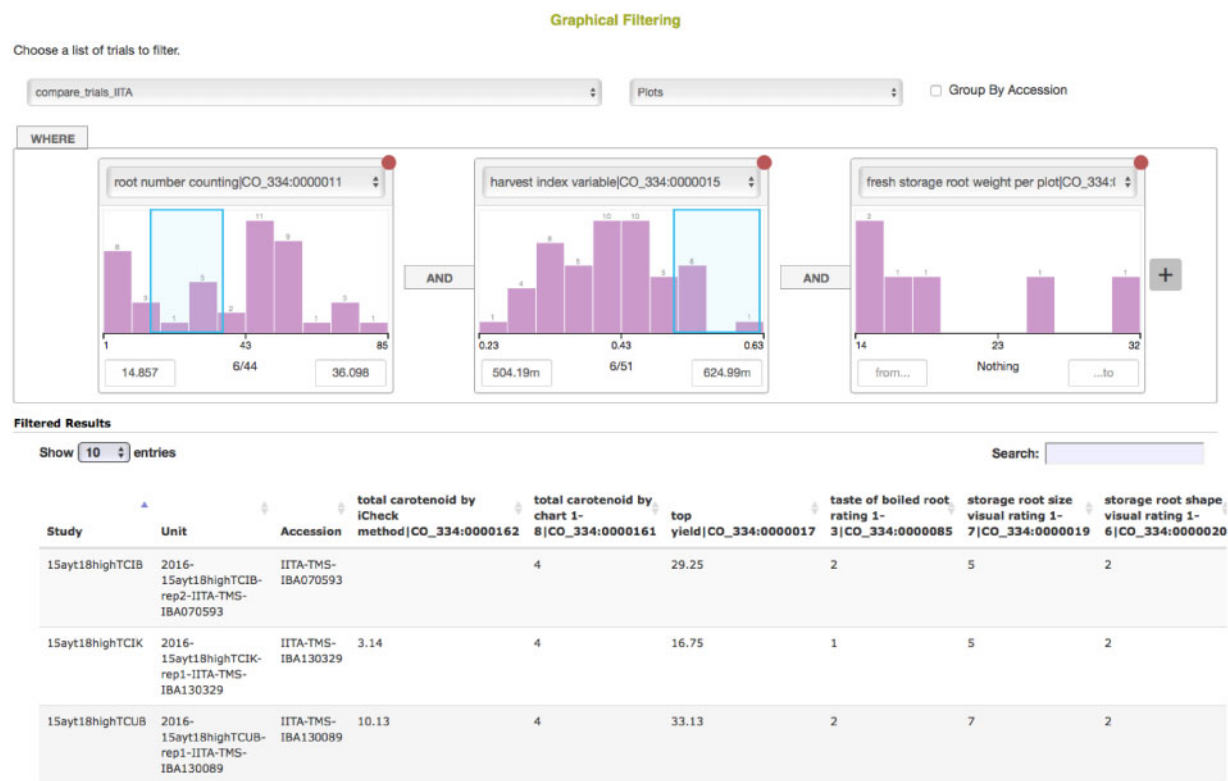 Graphical Filtering
Choose a list of trials to filter.
compare_trials_IITA Plots Group By Accession
WHERE
root number counting|CO_334:0000011
8 3 1 5 2 11 9 1 3 1
1 43 85
14.857 6/44 36.098
AND
harvest index variable|CO_334:0000015
1 4 8 6 10 10 5 6 1
0.23 0.43 0.63
504.19m 6/51 624.99m
AND
fresh storage root weight per plot|CO_334:(
2 1 1 1 1
14 23 32
from... Nothing ...to
+
Filtered Results
Show 10 entries Search:
Study Unit Accession total carotenoid by iCheck method|CO_334:0000162 total carotenoid by chart 1-8|CO_334:0000161 top yield|CO_334:0000017 taste of boiled root rating 1-3|CO_334:0000085 storage root size visual rating 1-7|CO_334:0000019 storage root shape visual rating 1-6|CO_334:0000020
15ayt18highTCIB 2016- IITA-TMS- 4 29.25 2 5 2
15ayt18highTCIB- IBA070593
rep2-IITA-TMS-
IBA070593
15ayt18highTCIK 2016- IITA-TMS- 3.14 4 16.75 1 5 2
15ayt18highTCIK- IBA130329
rep1-IITA-TMS-
IBA130329
15ayt18highTCUB 2016- IITA-TMS- 10.13 4 33.13 2 7 2
15ayt18highTCUB- IBA130089
rep1-IITA-TMS-
IBA130089